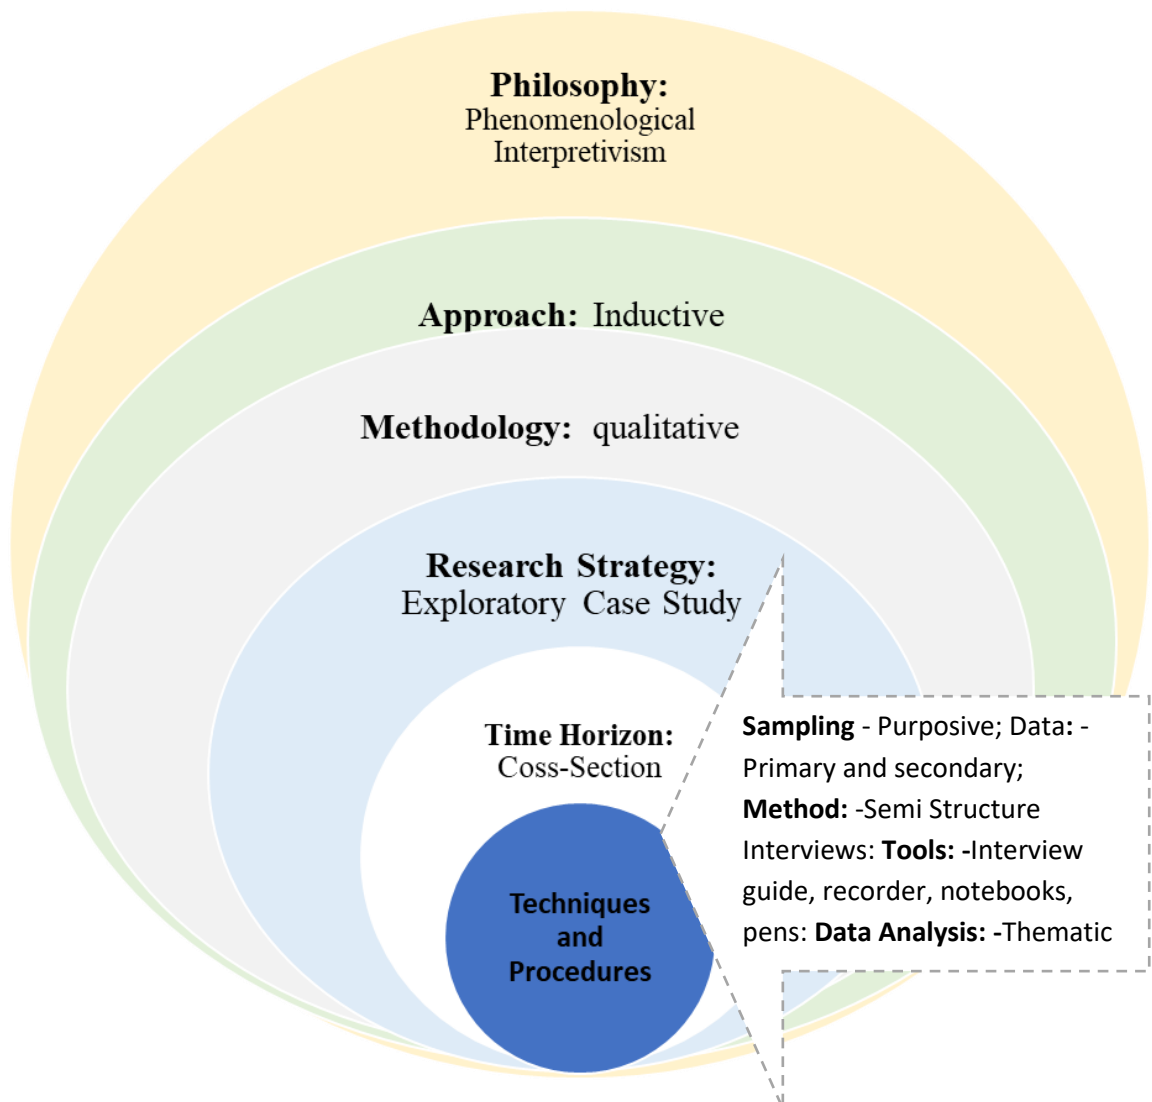 Philosophy:
Phenomenological
Interpretivism
Approach: Inductive
Methodology: qualitative
Research Strategy:
Exploratory Case Study
Time Horizon:
Coss-Section
Techniques
and
Procedures
Sampling - Purposive; Data: -
Primary and secondary;
Method: -Semi Structure
Interviews: Tools: -Interview
guide, recorder, notebooks,
pens: Data Analysis: -Thematic